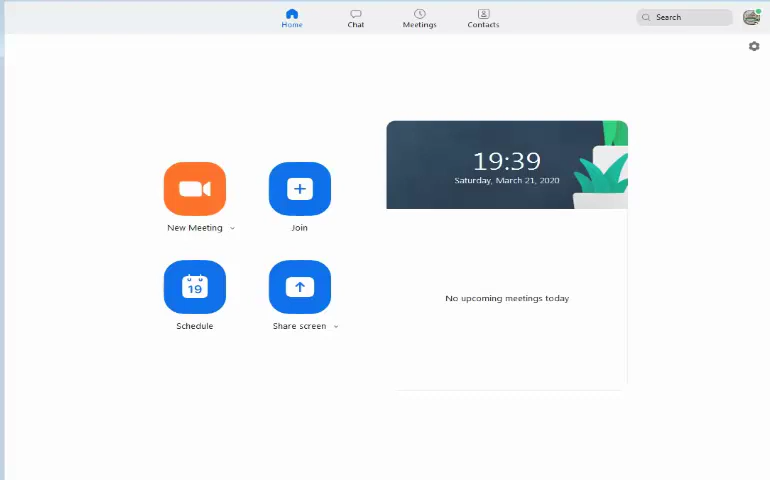 Home
Chat
Meetings
Contacts
Search
19:39
Saturday, March 21, 2020
New Meeting
Join
19
Schedule
Share screen
No upcoming meetings today